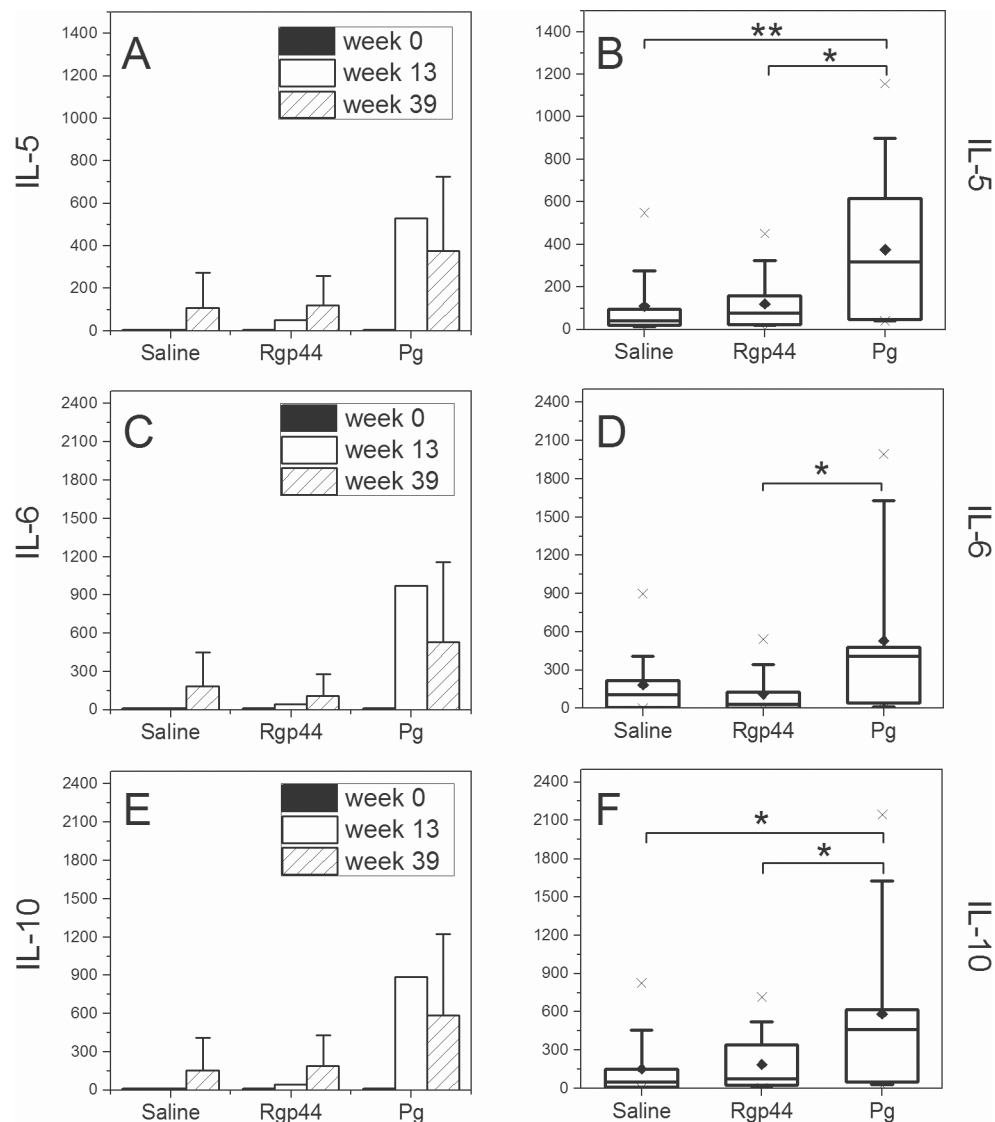 A
week 0
week 13
week 39
IL-5
1400
1200
1000
800
600
400
200
0
Saline Rgp44 Pg
B
**
*
IL-5
1400
1200
1000
800
600
400
200
0
Saline Rgp44 Pg
C
week 0
week 13
week 39
IL-6
2400
2100
1800
1500
1200
900
600
300
0
Saline Rgp44 Pg
D
*
IL-6
2400
2100
1800
1500
1200
900
600
300
0
Saline Rgp44 Pg
E
week 0
week 13
week 39
IL-10
2400
2100
1800
1500
1200
900
600
300
0
Saline Rgp44 Pg
F
*
*
IL-10
2400
2100
1800
1500
1200
900
600
300
0
Saline Rgp44 Pg